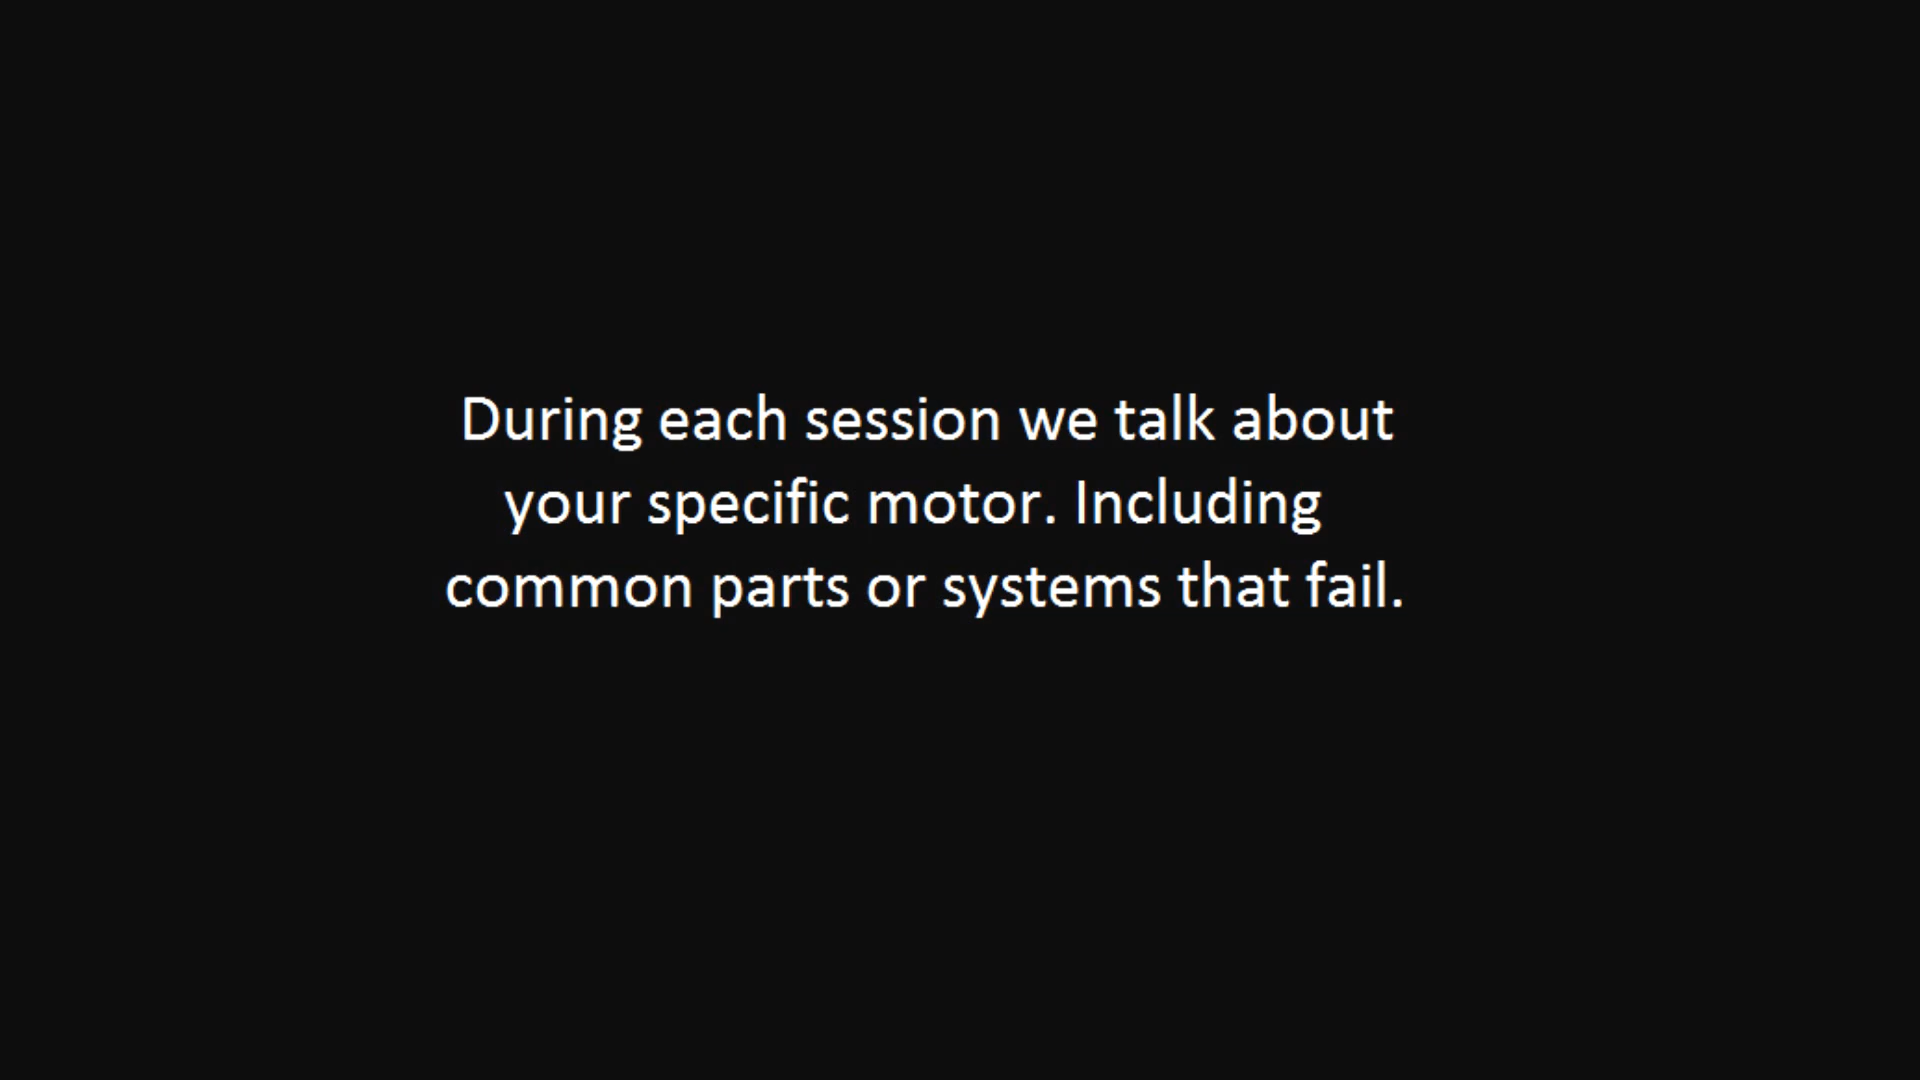 During each session we talk about
your specific motor. Including
common parts or systems that fail.